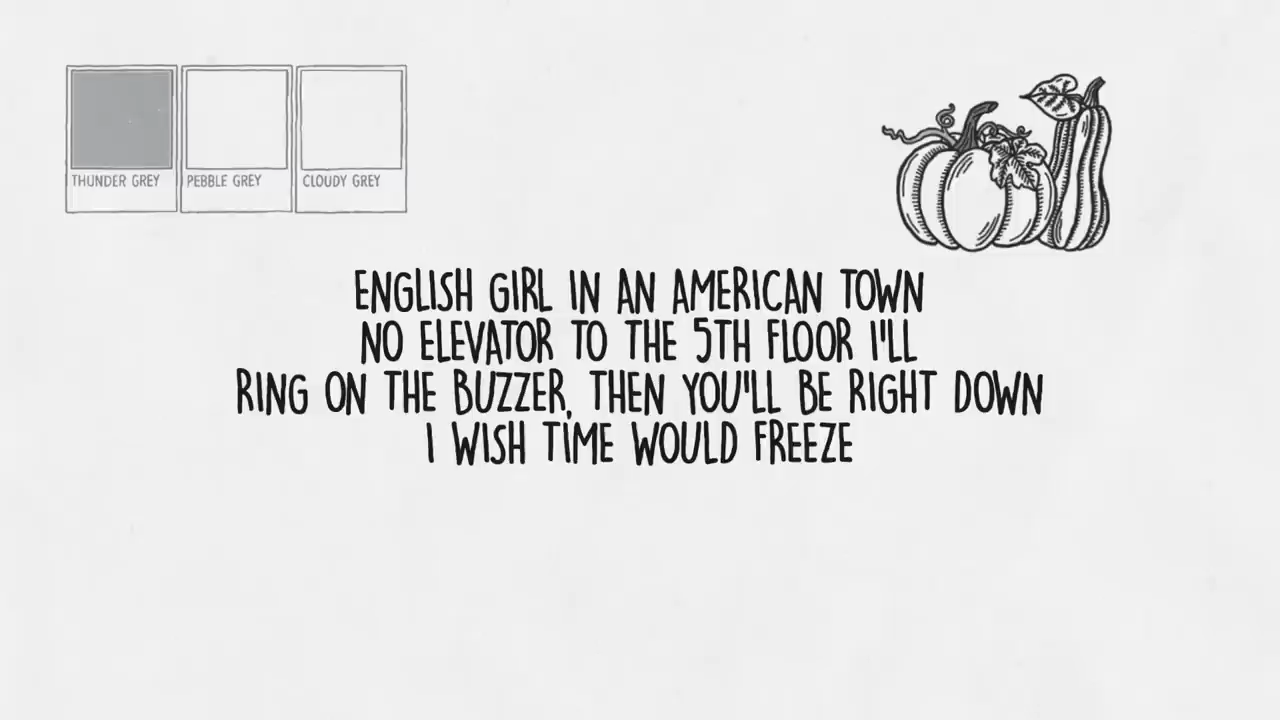 THUNDER GREY
PEBBLE GREY
CLOUDY GREY
ENGLISH GIRL IN AN AMERICAN TOWN
NO ELEVATOR TO THE 5TH FLOOR I'LL
RING ON THE BUZZER, THEN YOU'LL BE RIGHT DOWN
I WISH TIME WOULD FREEZE